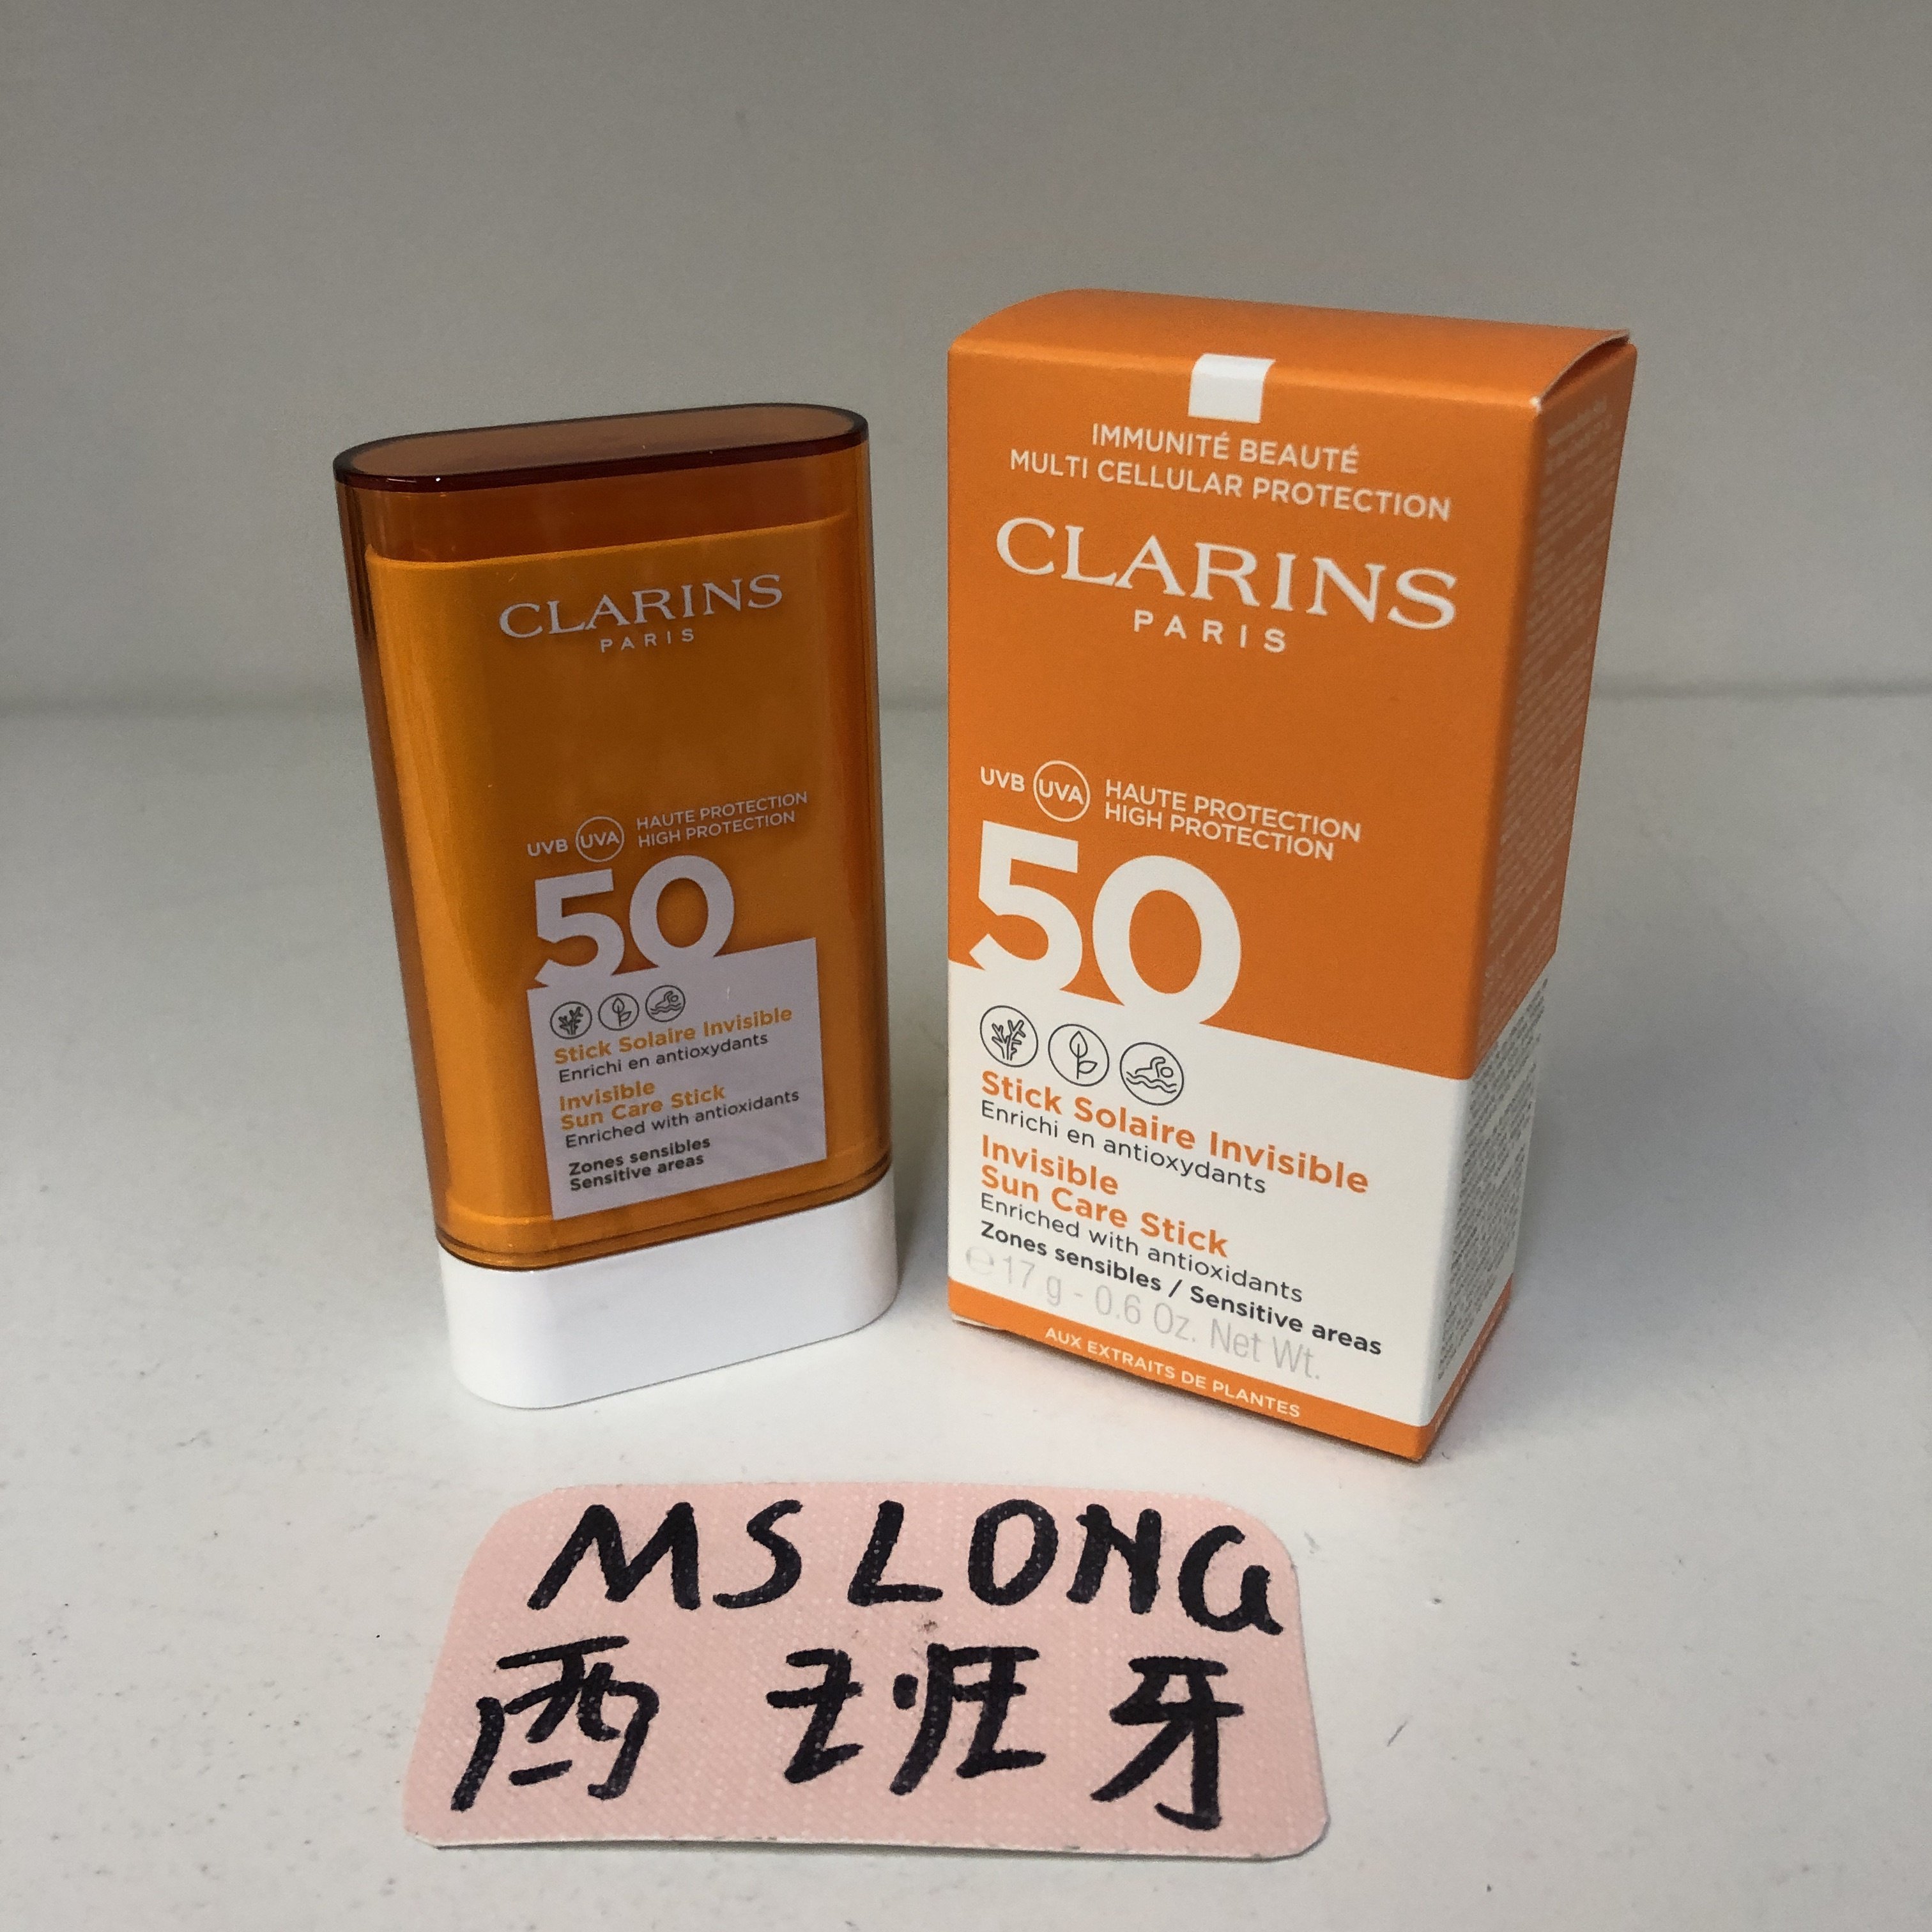 CLARINS
PARIS
UVB UVA HAUTE PROTECTION
HIGH PROTECTION
50
Stick Solaire Invisible
Enrichi en antioxydants
Invisible
Sun Care Stick
Enriched with antioxidants
Zones sensibles
Sensitive areas
IMMUNITÉ BEAUTÉ
MULTI CELLULAR PROTECTION
CLARINS
PARIS
UVB UVA HAUTE PROTECTION
HIGH PROTECTION
50
Stick Solaire Invisible
Enrichi en antioxydants
Invisible
Sun Care Stick
Enriched with antioxidants
Zones sensibles / Sensitive areas
℮ 17 g - 0.6 Oz. Net Wt.
AUX EXTRAITS DE PLANTES
MS LONG
西班牙